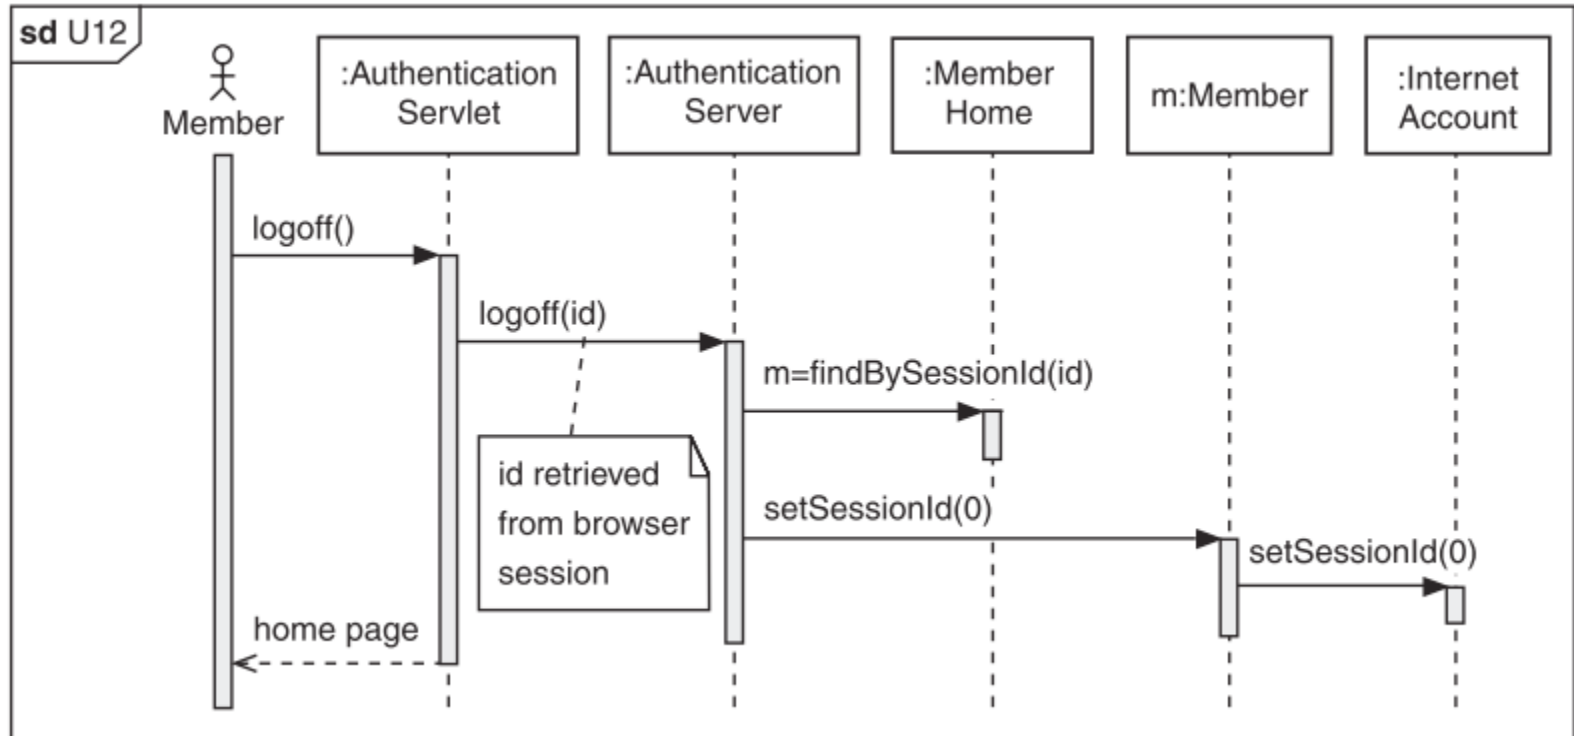 sd U12
Member
:Authentication
Servlet
:Authentication
Server
:Member
Home
m:Member
:Internet
Account
logoff()
logoff(id)
m=findBySessionId(id)
id retrieved
from browser
session
setSessionId(0)
setSessionId(0)
home page